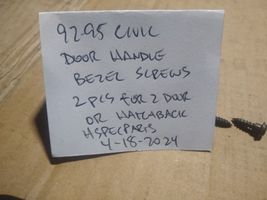 92-95 CIVIC
DOOR HANDLE
BEZEL SCREWS
2 PCS FOR 2 DOOR
OR HATCHBACK
HSPECPARTS
4-18-2024